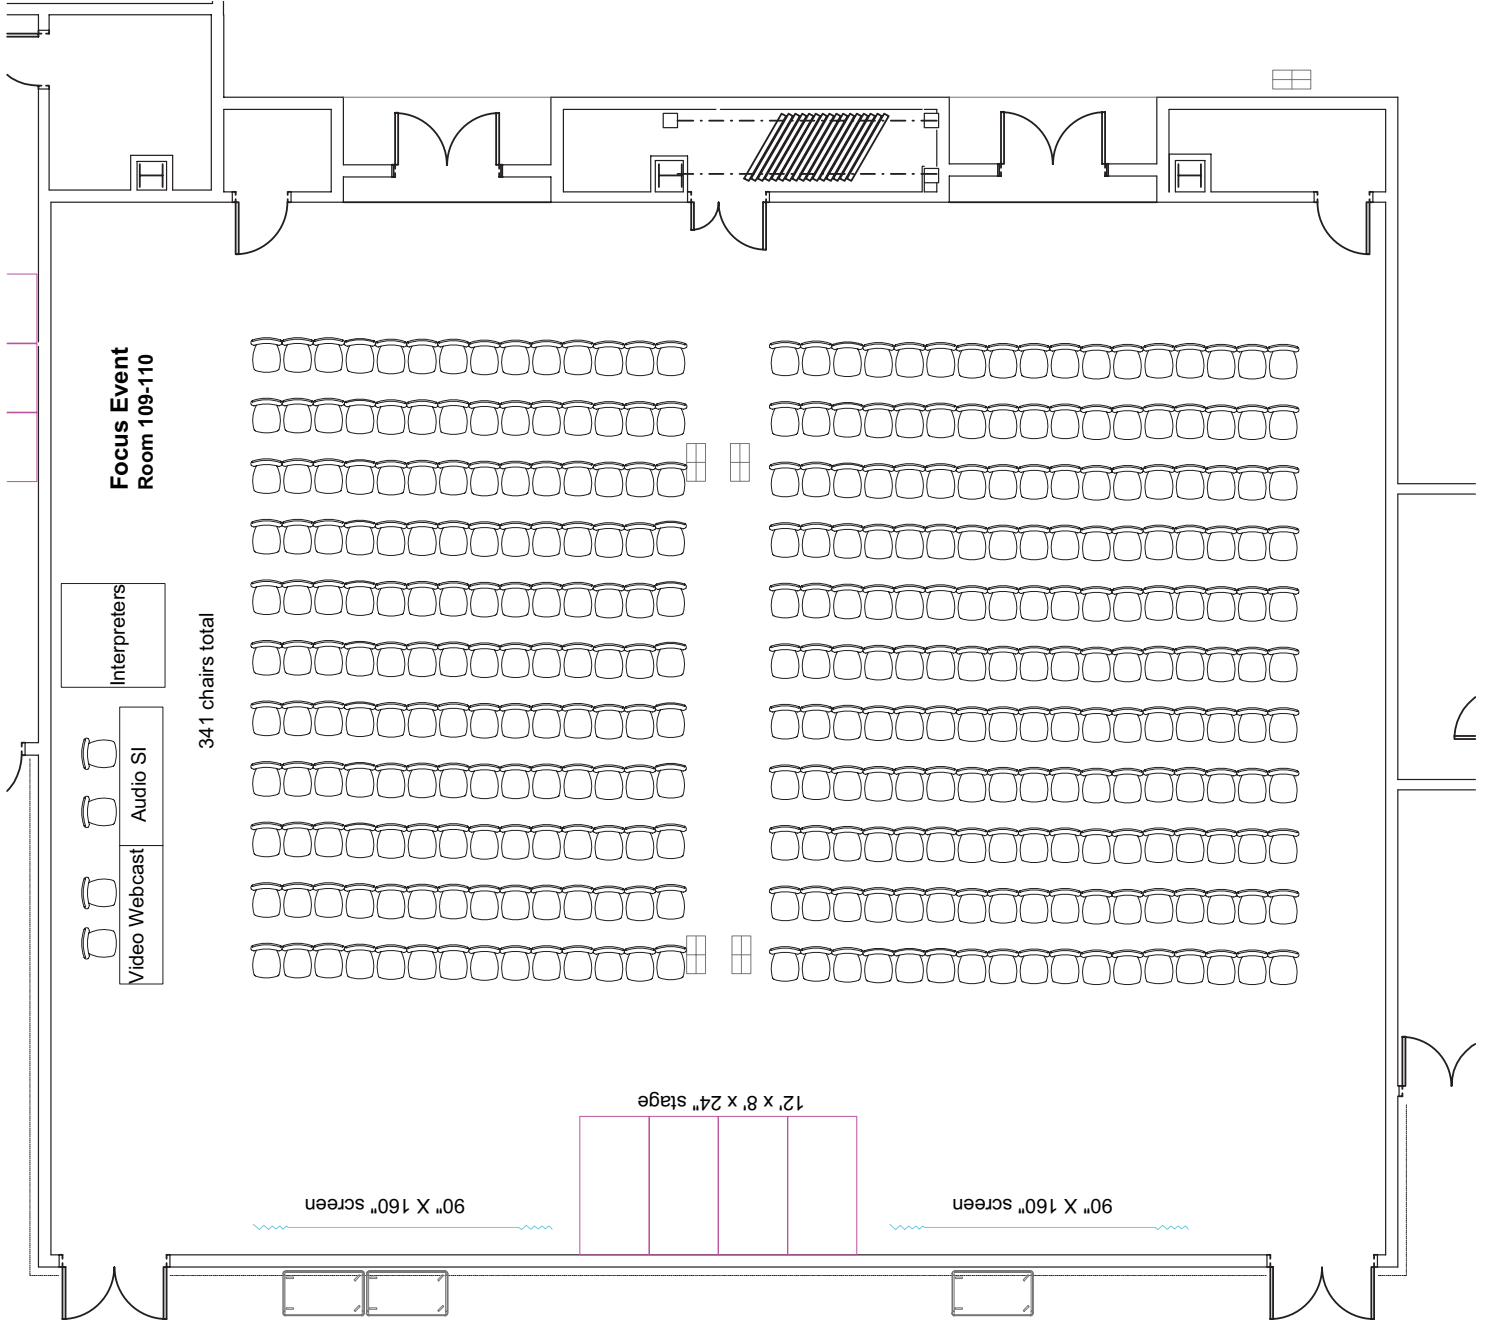 Focus Event
Room 109-110
Interpreters
341 chairs total
Audio SI
Video Webcast
12' x 8' x 24" stage
90" X 160" screen
90" X 160" screen